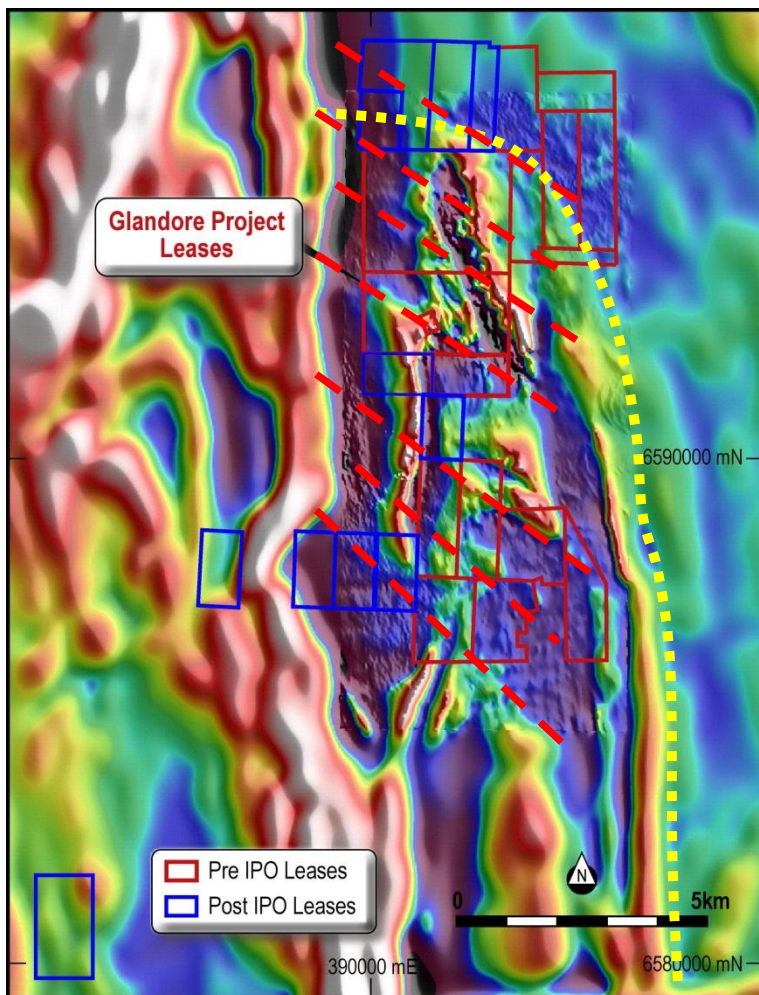 Glandore Project
Leases
6590000 mN
Pre IPO Leases
Post IPO Leases
N
0 5km
390000 mE
6580000 mN